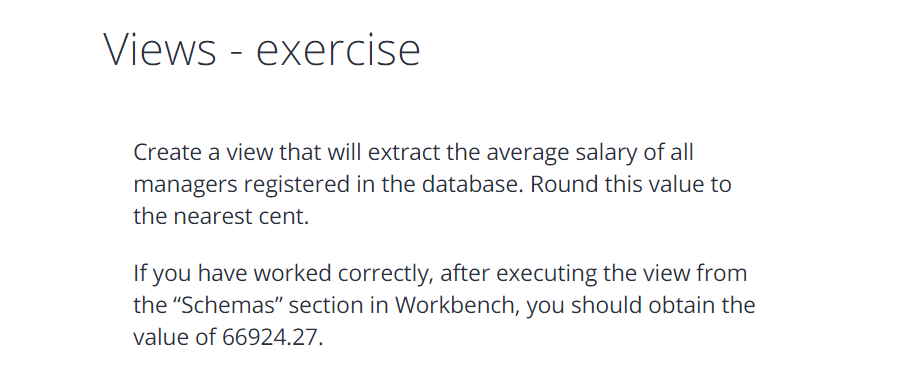 Views - exercise
Create a view that will extract the average salary of all
managers registered in the database. Round this value to
the nearest cent.
If you have worked correctly, after executing the view from
the “Schemas” section in Workbench, you should obtain the
value of 66924.27.